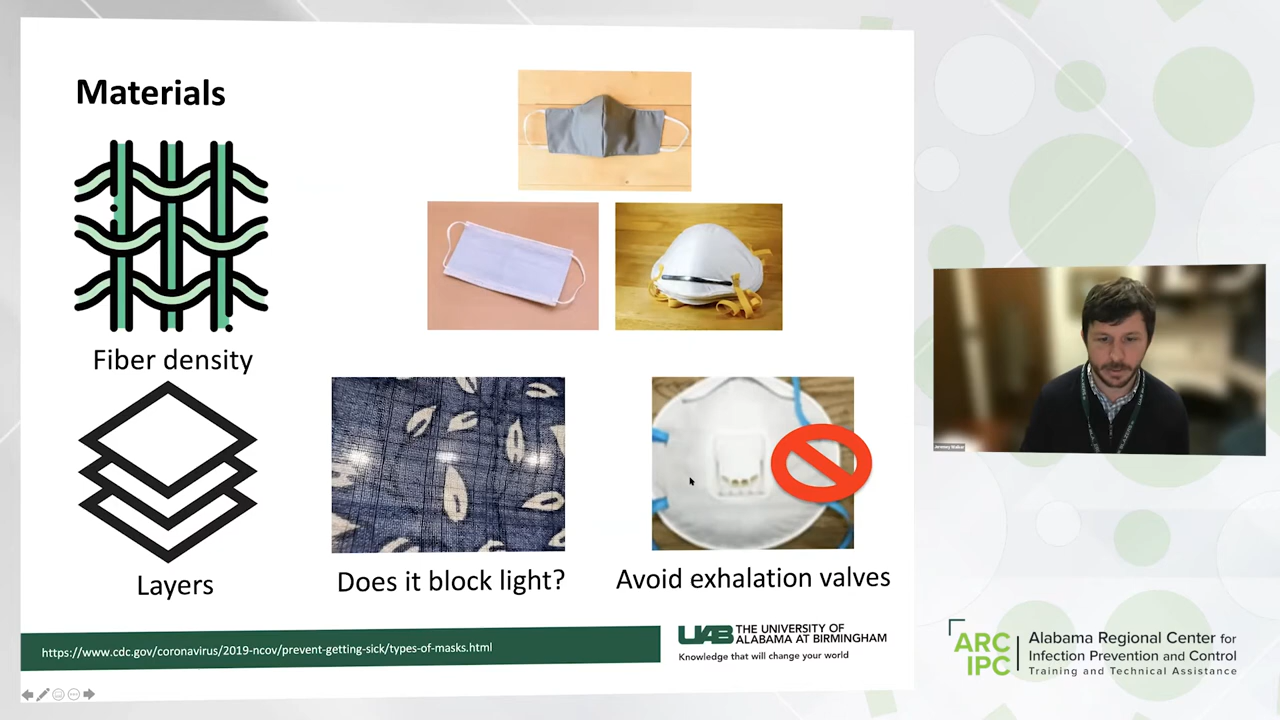 Materials
Fiber density
Layers
Does it block light?
Avoid exhalation valves
https://www.cdc.gov/coronavirus/2019-ncov/prevent-getting-sick/types-of-masks.html
UAB THE UNIVERSITY OF
ALABAMA AT BIRMINGHAM
Knowledge that will change your world
ARC
IPC
Alabama Regional Center for
Infection Prevention and Control
Training and Technical Assistance